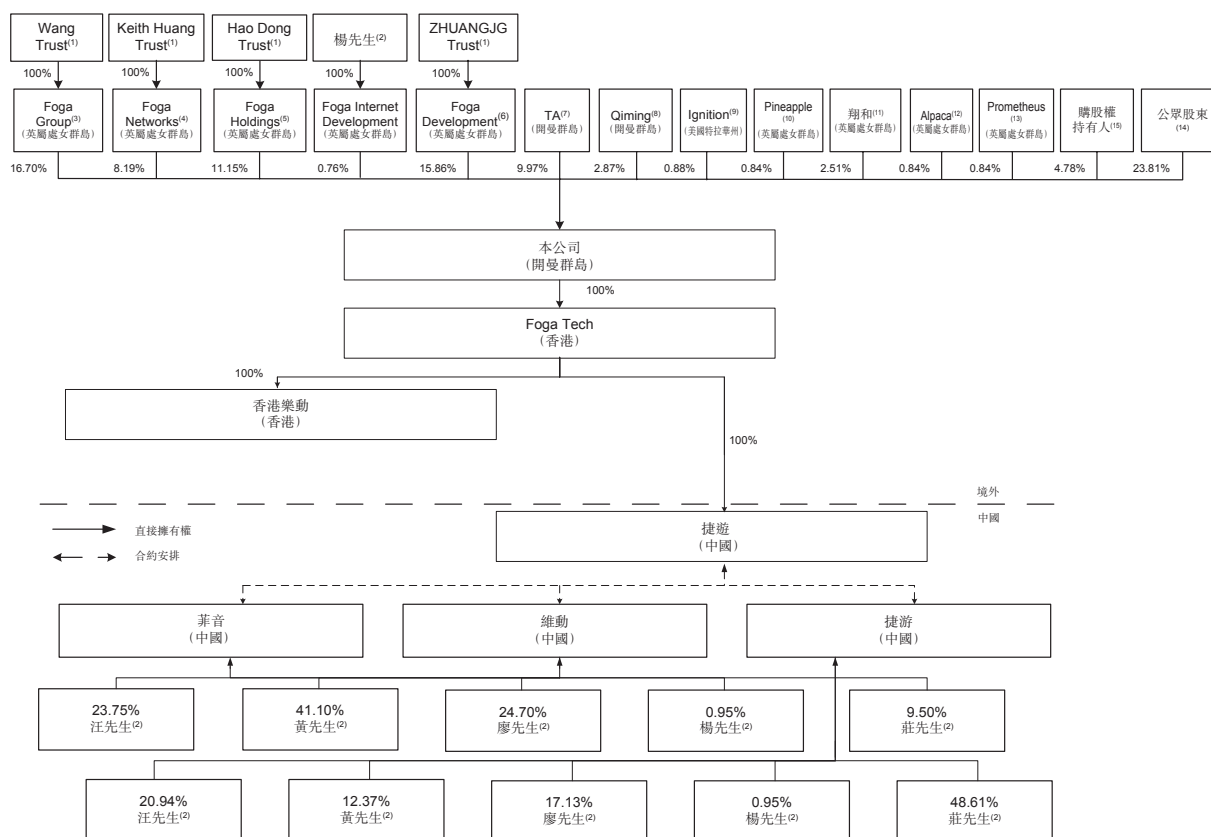 Wang
Trust(1)
Keith Huang
Trust(1)
Hao Dong
Trust(1)
楊先生(2)
ZHUANGJG
Trust(1)
100%
100%
100%
100%
100%
Foga
Group(3)
(英屬處女群島)
Foga
Networks(4)
(英屬處女群島)
Foga
Holdings(5)
(英屬處女群島)
Foga Internet
Development
(英屬處女群島)
Foga
Development(6)
(英屬處女群島)
TA(7)
(開曼群島)
Qiming(8)
(開曼群島)
Ignition(9)
(美國特拉華州)
Pineapple
(10)
(英屬處女群島)
翔和(11)
(英屬處女群島)
Alpaca(12)
(英屬處女群島)
Prometheus
(13)
(英屬處女群島)
購股權
持有人(15)
公眾股東
(14)
16.70%
8.19%
11.15%
0.76%
15.86%
9.97%
2.87%
0.88%
0.84%
2.51%
0.84%
0.84%
4.78%
23.81%
本公司
(開曼群島)
100%
Foga Tech
(香港)
100%
香港樂動
(香港)
100%
境外
中國
直接擁有權
合約安排
捷遊
(中國)
菲音
(中國)
維動
(中國)
捷游
(中國)
23.75%
汪先生(2)
41.10%
黃先生(2)
24.70%
廖先生(2)
0.95%
楊先生(2)
9.50%
莊先生(2)
20.94%
汪先生(2)
12.37%
黃先生(2)
17.13%
廖先生(2)
0.95%
楊先生(2)
48.61%
莊先生(2)